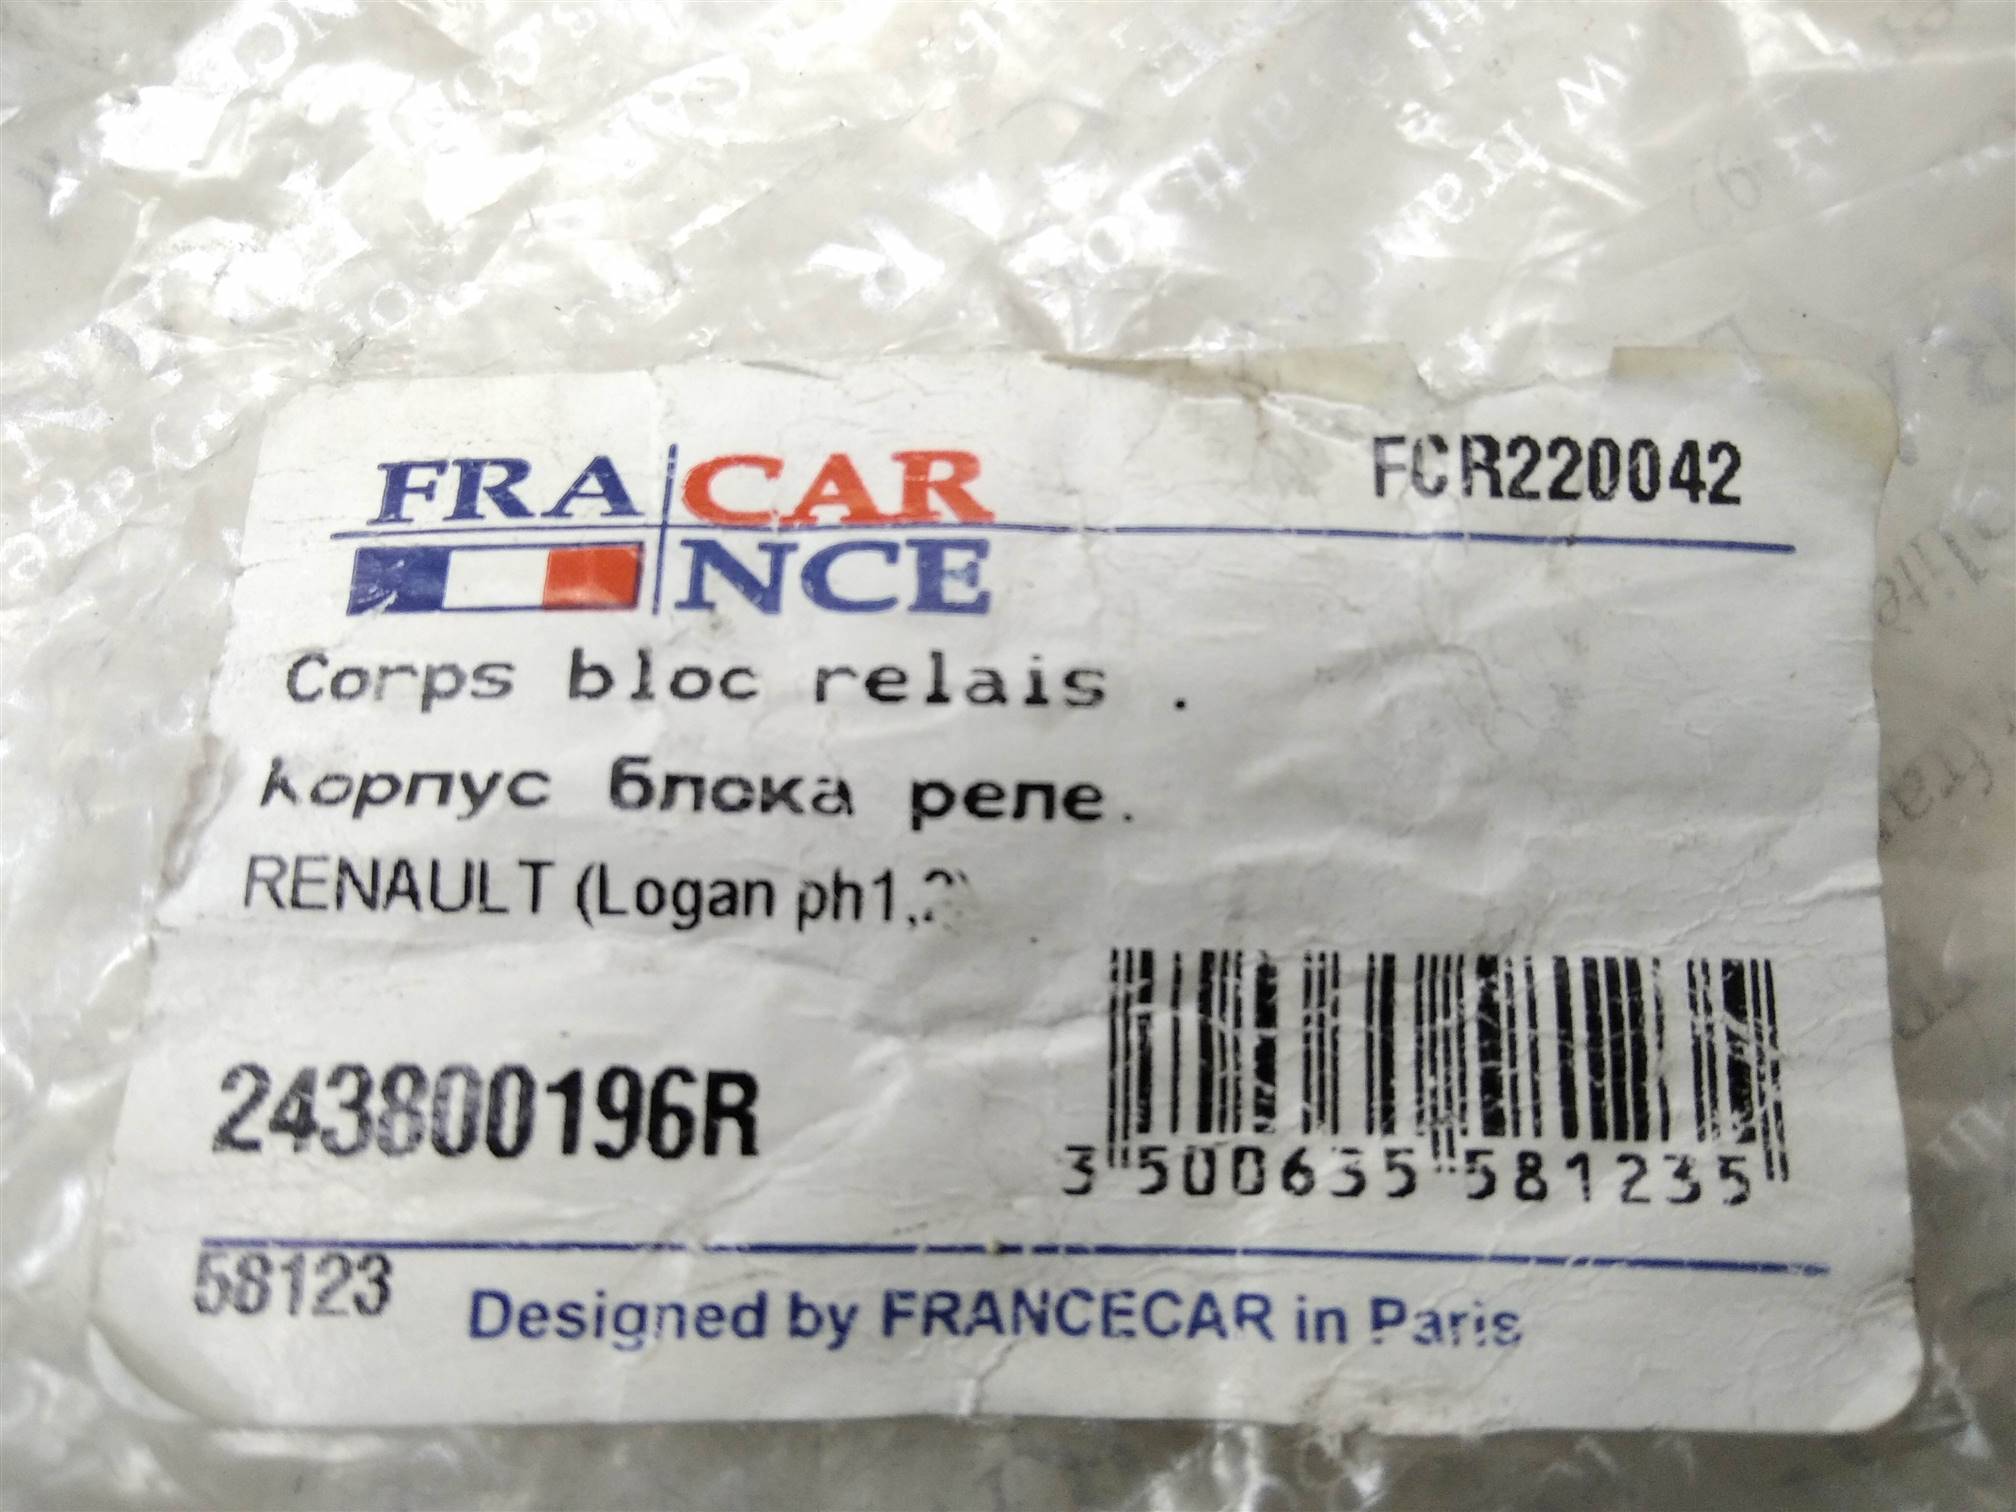 FRA CAR
NCE
FCR220042
Corps bloc relais .
Корпус блока реле.
RENAULT (Logan ph1,2)
243800196R
3 500635 581235
58123
Designed by FRANCECAR in Paris